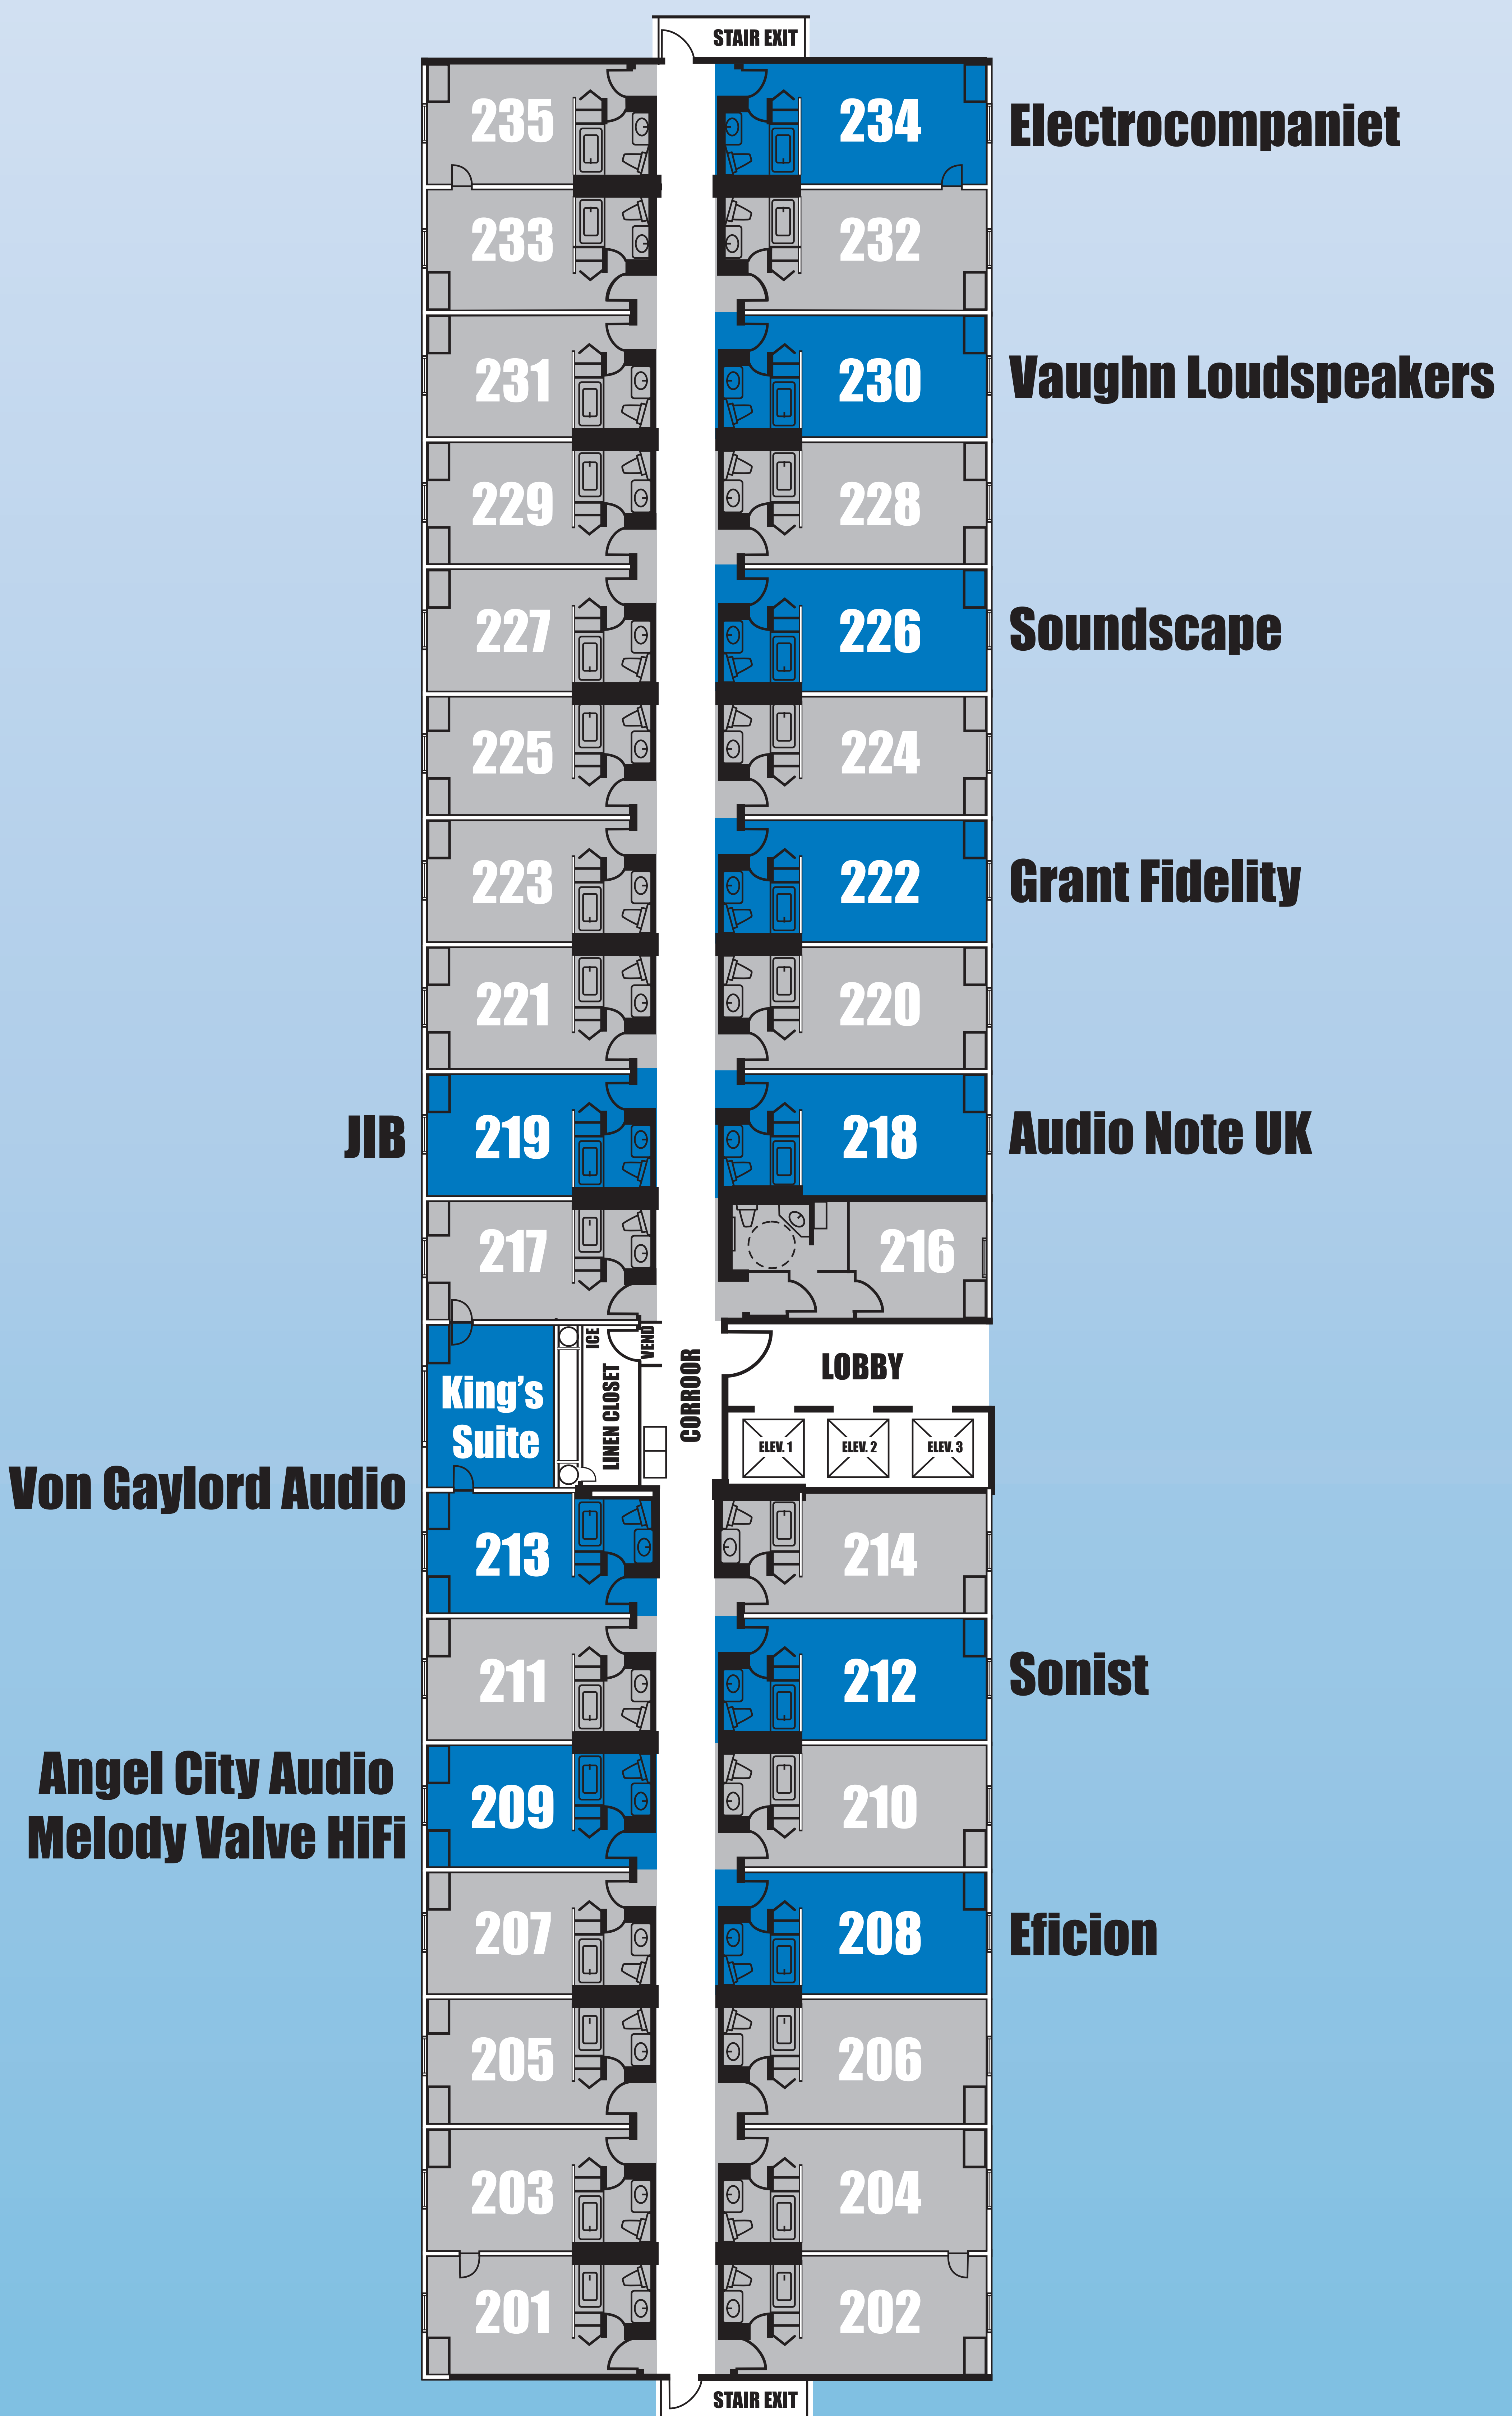 STAIR EXIT
235
234
Electrocompaniet
233
232
231
230
Vaughn Loudspeakers
229
228
227
226
Soundscape
225
224
223
222
Grant Fidelity
221
220
JIB
219
218
Audio Note UK
217
216
ICE
VEND
LINEN CLOSET
CORROOR
LOBBY
King's
Suite
ELEV. 1
ELEV. 2
ELEV. 3
Von Gaylord Audio
213
214
211
212
Sonist
Angel City Audio
Melody Valve HiFi
209
210
207
208
Eficion
205
206
203
204
201
202
STAIR EXIT